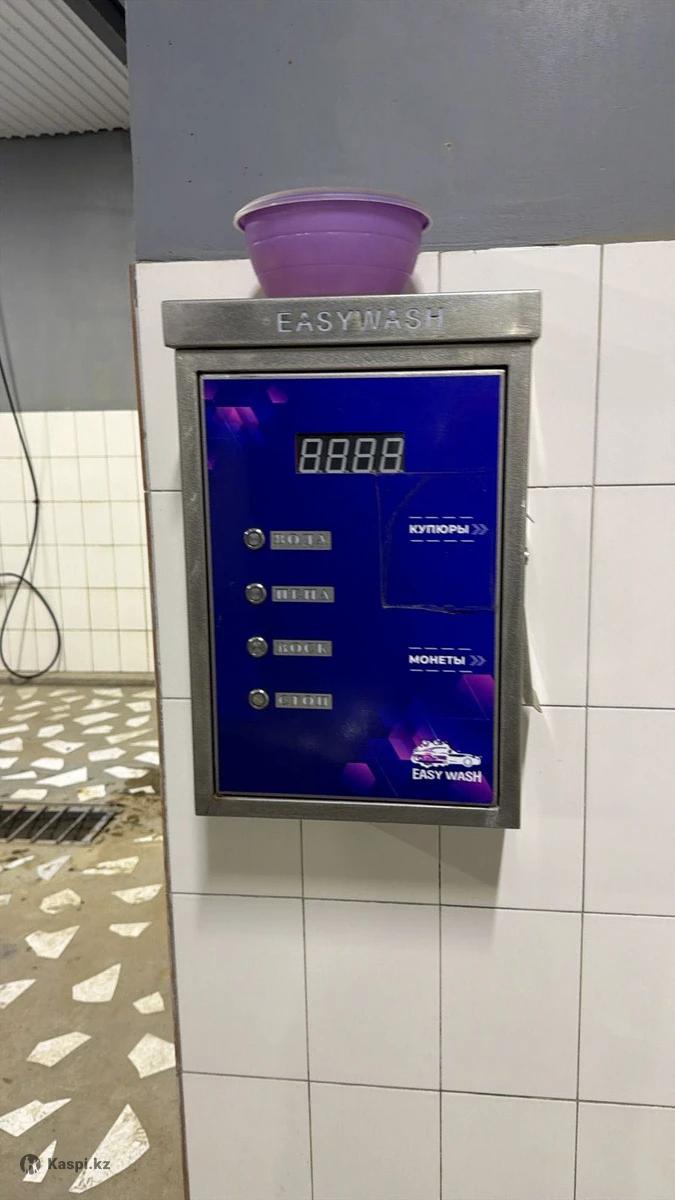 EASYWASH
8888
ВОДА
КУПЮРЫ
ПЕНА
ВОСК
МОНЕТЫ
СТОП
EASY WASH
Kaspi.kz